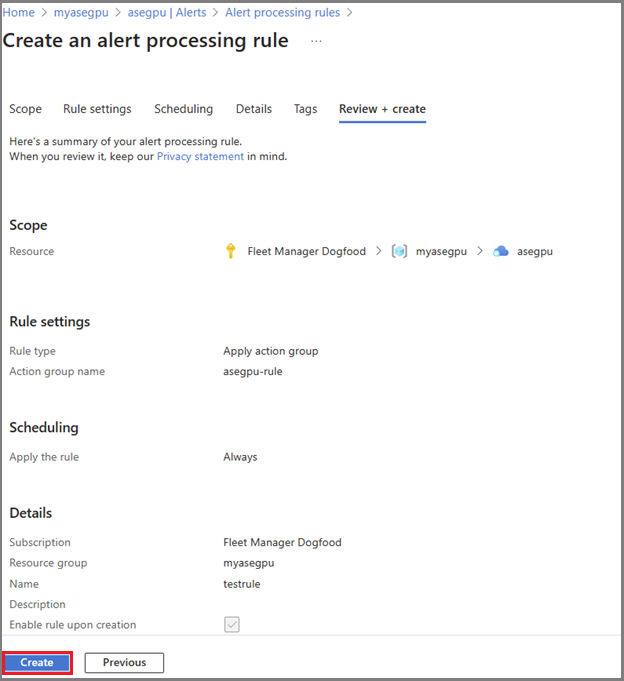 Home > myasegpu > asegpu | Alerts > Alert processing rules >
Create an alert processing rule ...
Scope Rule settings Scheduling Details Tags Review + create
Here's a summary of your alert processing rule.
When you review it, keep our Privacy statement in mind.
Scope
Resource Fleet Manager Dogfood > myasegpu > asegpu
Rule settings
Rule type Apply action group
Action group name asegpu-rule
Scheduling
Apply the rule Always
Details
Subscription Fleet Manager Dogfood
Resource group myasegpu
Name testrule
Description
Enable rule upon creation
Create Previous